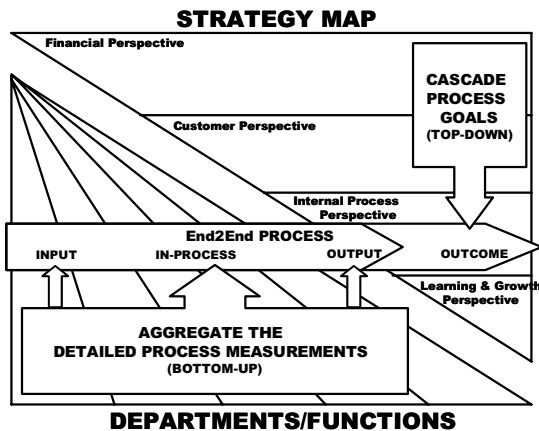 STRATEGY MAP
Financial Perspective
CASCADE
PROCESS
GOALS
(TOP-DOWN)
Customer Perspective
Internal Process
Perspective
End2End PROCESS
INPUT
IN-PROCESS
OUTPUT
OUTCOME
Learning & Growth
Perspective
AGGREGATE THE
DETAILED PROCESS MEASUREMENTS
(BOTTOM-UP)
DEPARTMENTS/FUNCTIONS